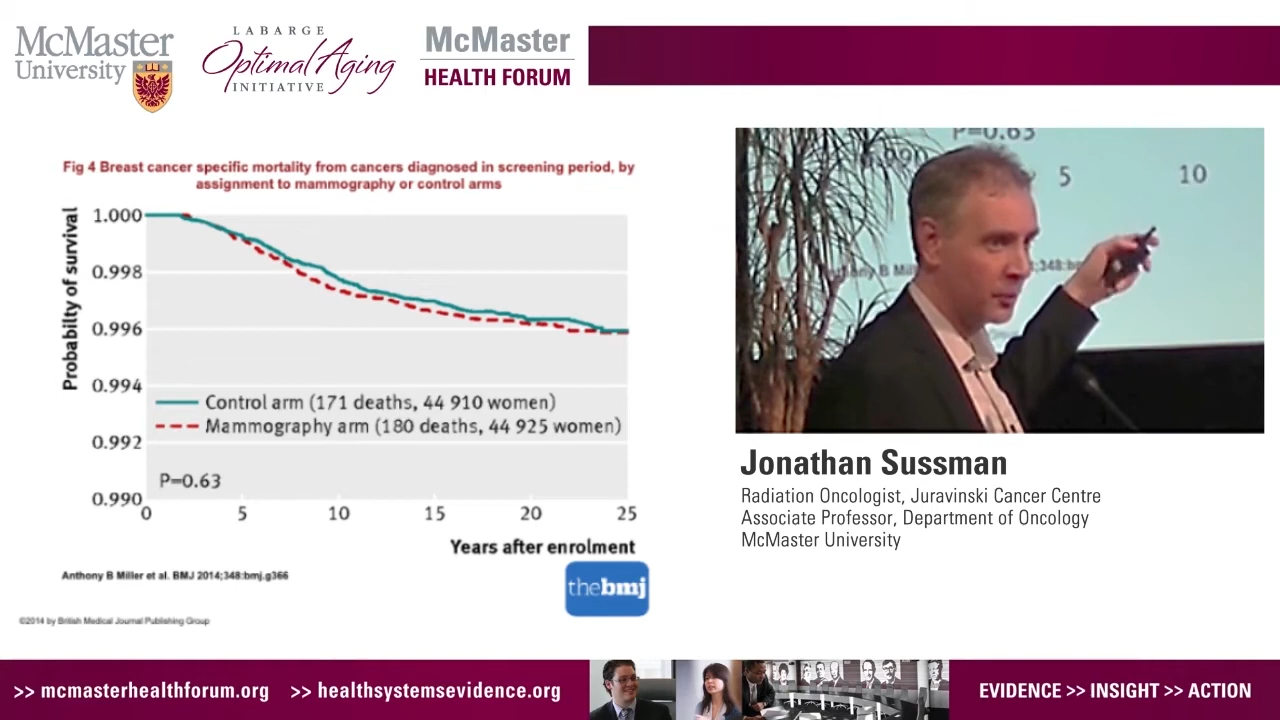 McMaster
University
LABARGE
Optimal Aging
INITIATIVE
McMaster
HEALTH FORUM
Fig 4 Breast cancer specific mortality from cancers diagnosed in screening period, by
assignment to mammography or control arms
Probabilty of survival
1.000
0.998
0.996
0.994
0.992
0.990
Control arm (171 deaths, 44 910 women)
Mammography arm (180 deaths, 44 925 women)
P=0.63
0 5 10 15 20 25
Years after enrolment
Anthony B Miller et al. BMJ 2014;348:bmj.g366
thebmj
©2014 by British Medical Journal Publishing Group
P=0.63
5 10
Jonathan Sussman
Radiation Oncologist, Juravinski Cancer Centre
Associate Professor, Department of Oncology
McMaster University
>> mcmasterhealthforum.org >> healthsystemsevidence.org
EVIDENCE >> INSIGHT >> ACTION